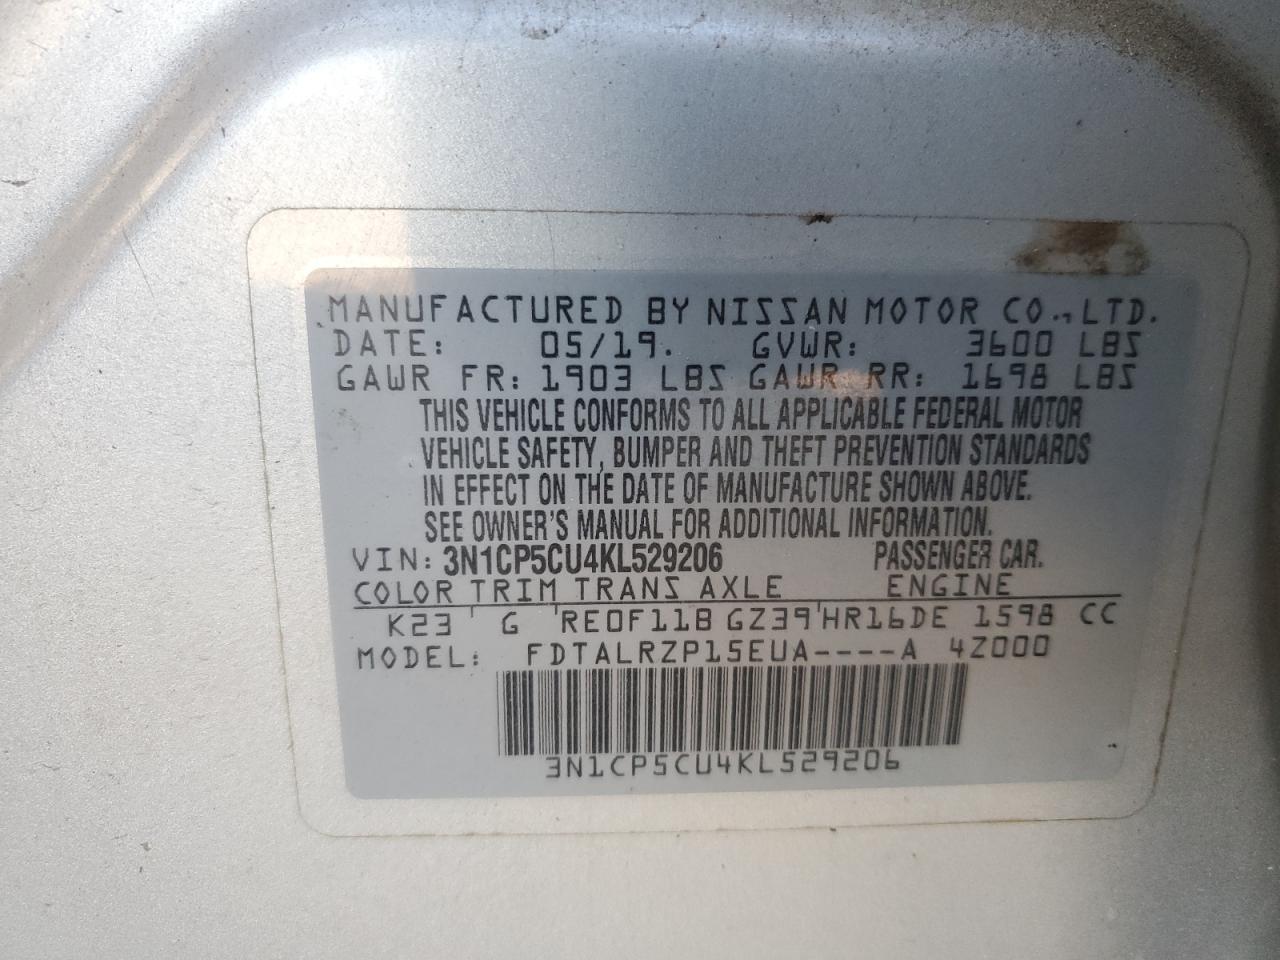 MANUFACTURED BY NISSAN MOTOR CO., LTD.
DATE: 05/19. GVWR: 3600 LBS
GAWR FR: 1903 LBS GAWR RR: 1698 LBS
THIS VEHICLE CONFORMS TO ALL APPLICABLE FEDERAL MOTOR
VEHICLE SAFETY, BUMPER AND THEFT PREVENTION STANDARDS
IN EFFECT ON THE DATE OF MANUFACTURE SHOWN ABOVE.
SEE OWNER'S MANUAL FOR ADDITIONAL INFORMATION.
VIN: 3N1CP5CU4KL529206 PASSENGER CAR.
COLOR TRIM TRANS AXLE ENGINE
K23 G RE0F11B GZ39 HR16DE 1598 CC
MODEL: FDTALRZP15EUA----A 4Z000
3N1CP5CU4KL529206